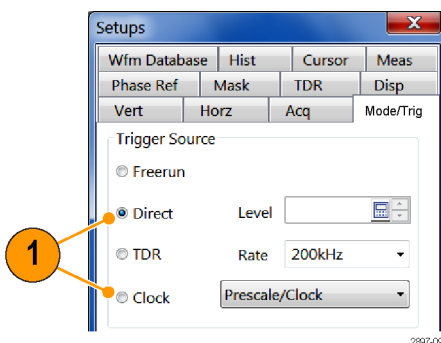 Setups
Wfm Database Hist Cursor Meas
Phase Ref Mask TDR Disp
Vert Horz Acq Mode/Trig
Trigger Source
Freerun
Direct Level
1
TDR Rate 200kHz
Clock Prescale/Clock